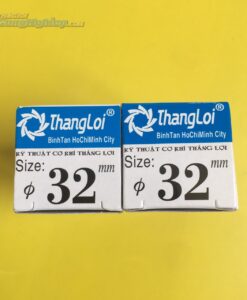 ThangLoi®
BinhTan HoChiMinh City
KỸ THUẬT CƠ KHÍ THẮNG LỢI
Size:
φ 32 mm
ThangLoi®
BinhTan HoChiMinh City
KỸ THUẬT CƠ KHÍ THẮNG LỢI
Size:
φ 32 mm